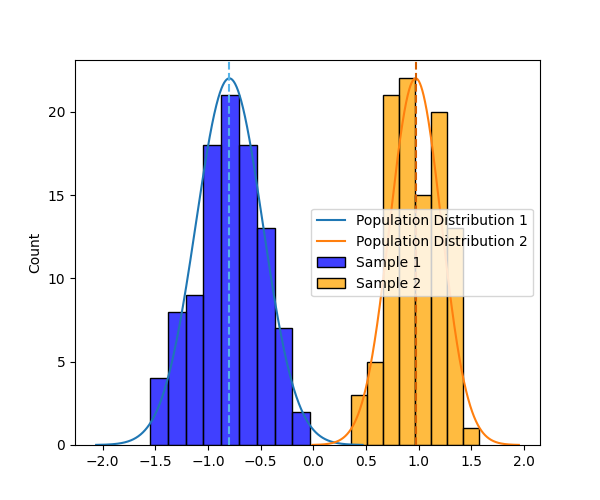 20
15
10
5
0
Count
Population Distribution 1
Population Distribution 2
Sample 1
Sample 2
−2.0 −1.5 −1.0 −0.5 0.0 0.5 1.0 1.5 2.0